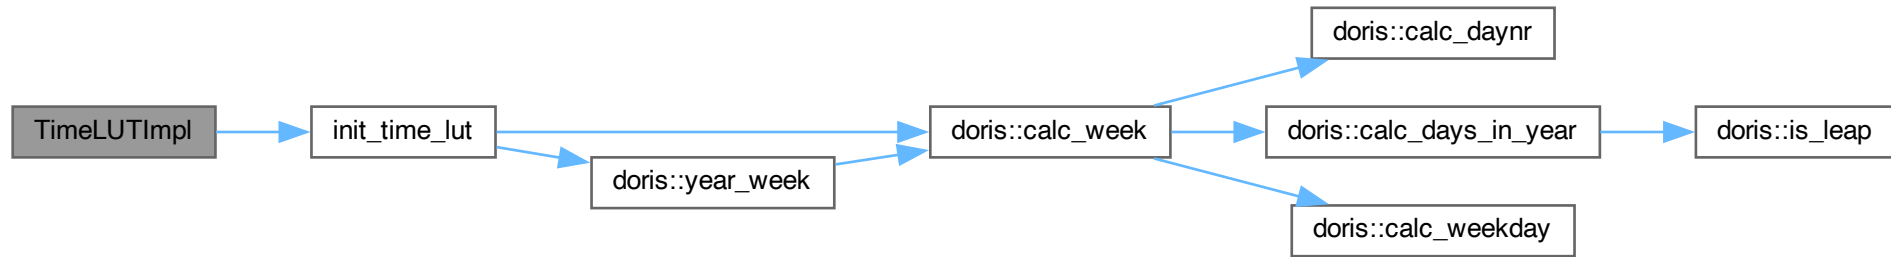 TimeLUTImpl
init_time_lut
doris::year_week
doris::calc_week
doris::calc_daynr
doris::calc_days_in_year
doris::calc_weekday
doris::is_leap